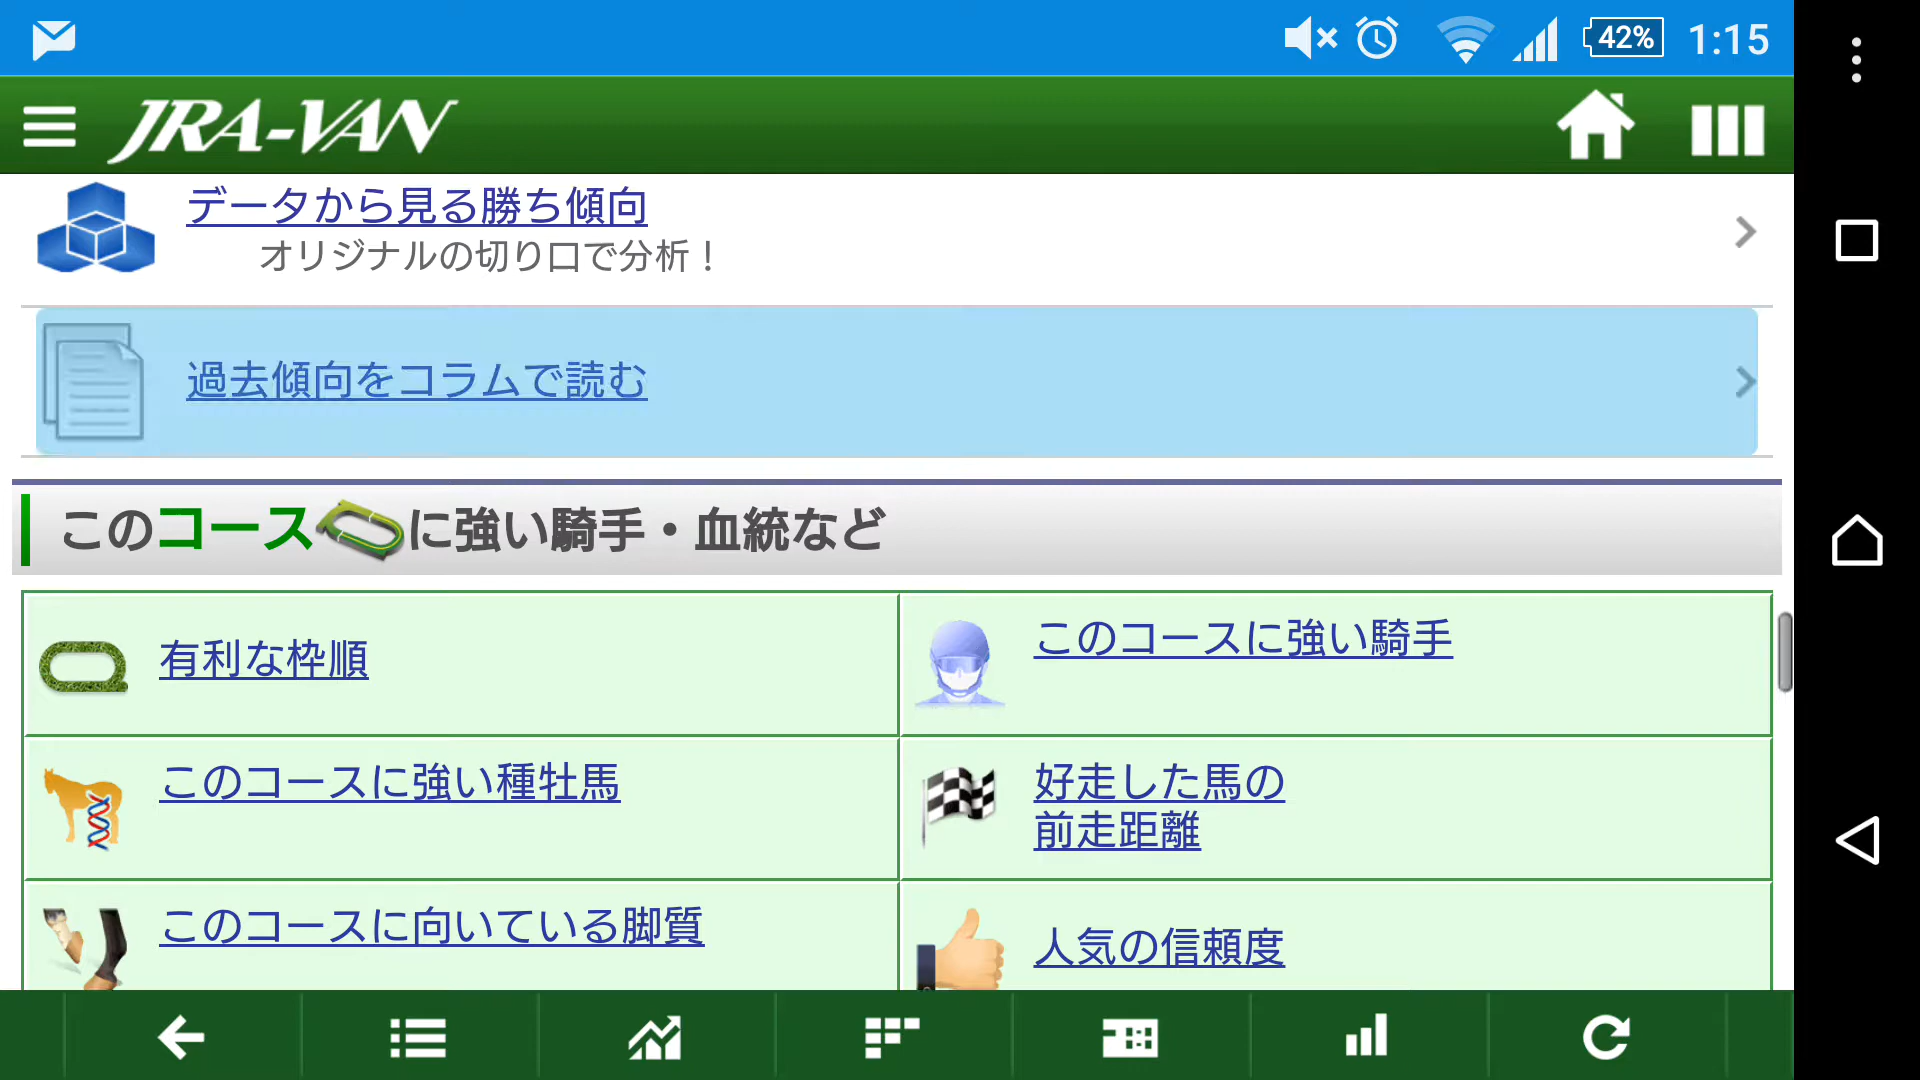 42% 1:15
JRA-VAN
データから見る勝ち傾向
オリジナルの切り口で分析！
過去傾向をコラムで読む
このコースに強い騎手・血統など
有利な枠順
このコースに強い騎手
このコースに強い種牡馬
好走した馬の
前走距離
このコースに向いている脚質
人気の信頼度